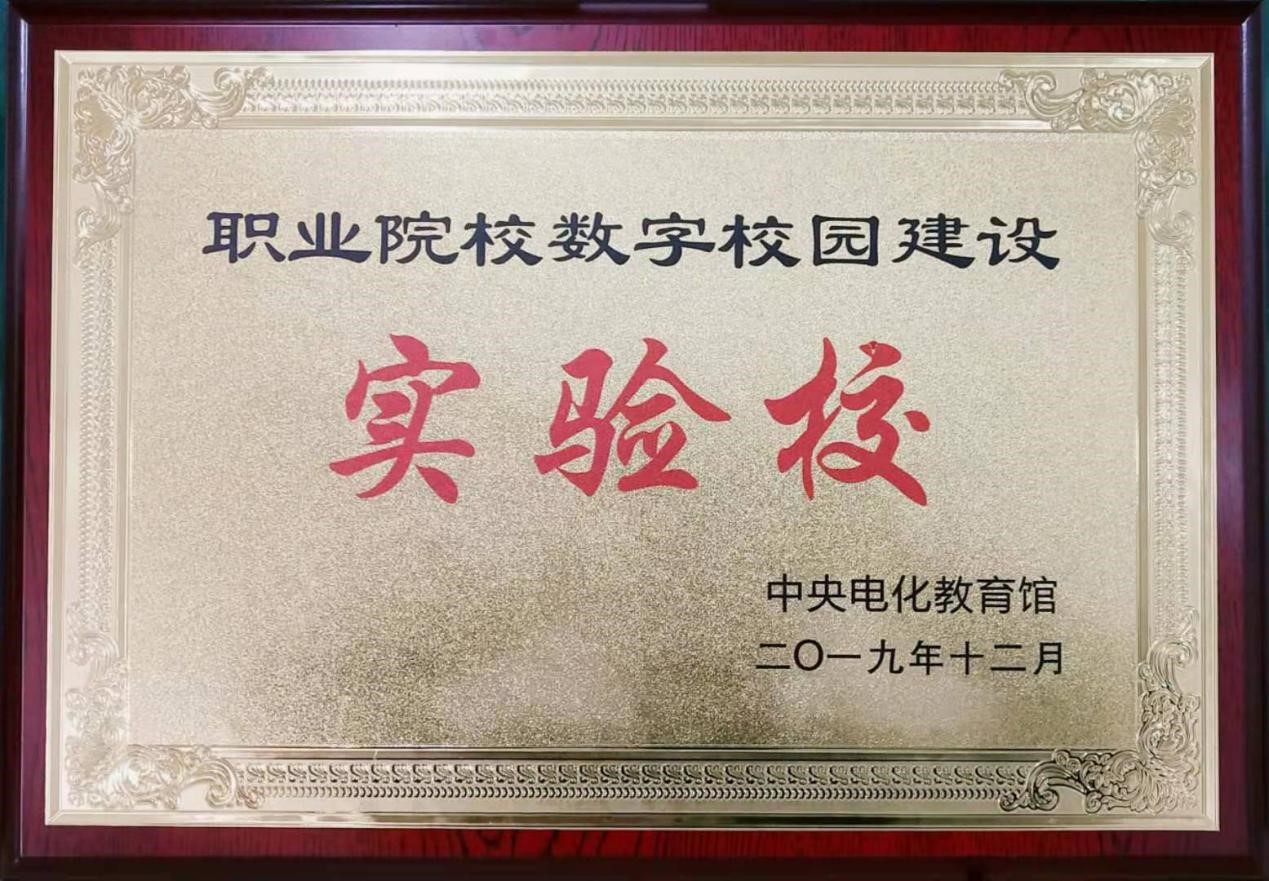 职业院校数字校园建设
实验校
中央电化教育馆
二〇一九年十二月